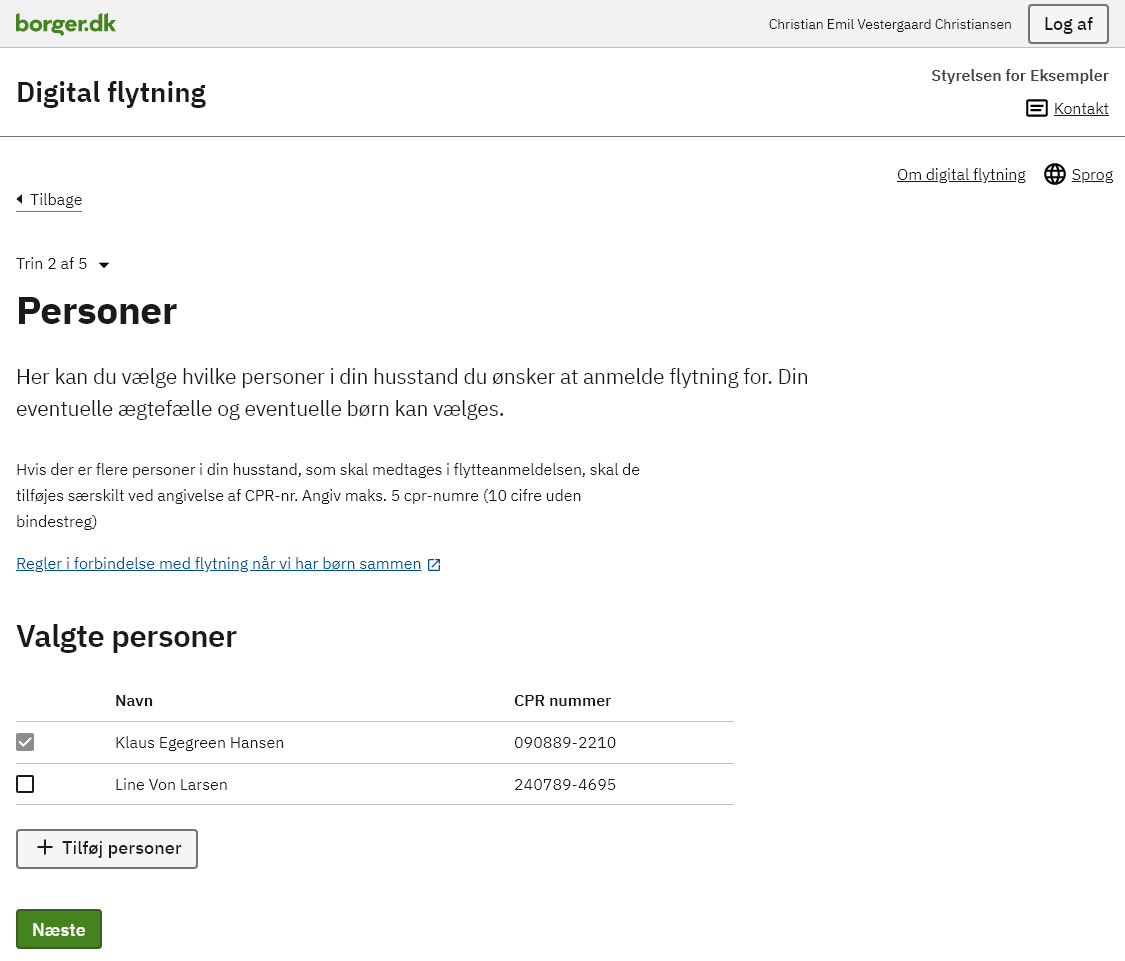 borger.dk
Christian Emil Vestergaard Christiansen
Log af
Digital flytning
Styrelsen for Eksempler
Kontakt
Om digital flytning
Sprog
Tilbage
Trin 2 af 5
Personer
Her kan du vælge hvilke personer i din husstand du ønsker at anmelde flytning for. Din
eventuelle ægtefælle og eventuelle børn kan vælges.
Hvis der er flere personer i din husstand, som skal medtages i flytteanmeldelsen, skal de
tilføjes særskilt ved angivelse af CPR-nr. Angiv maks. 5 cpr-numre (10 cifre uden
bindestreg)
Regler i forbindelse med flytning når vi har børn sammen
Valgte personer
Navn CPR nummer
Klaus Egegreen Hansen 090889-2210
Line Von Larsen 240789-4695
Tilføj personer
Næste